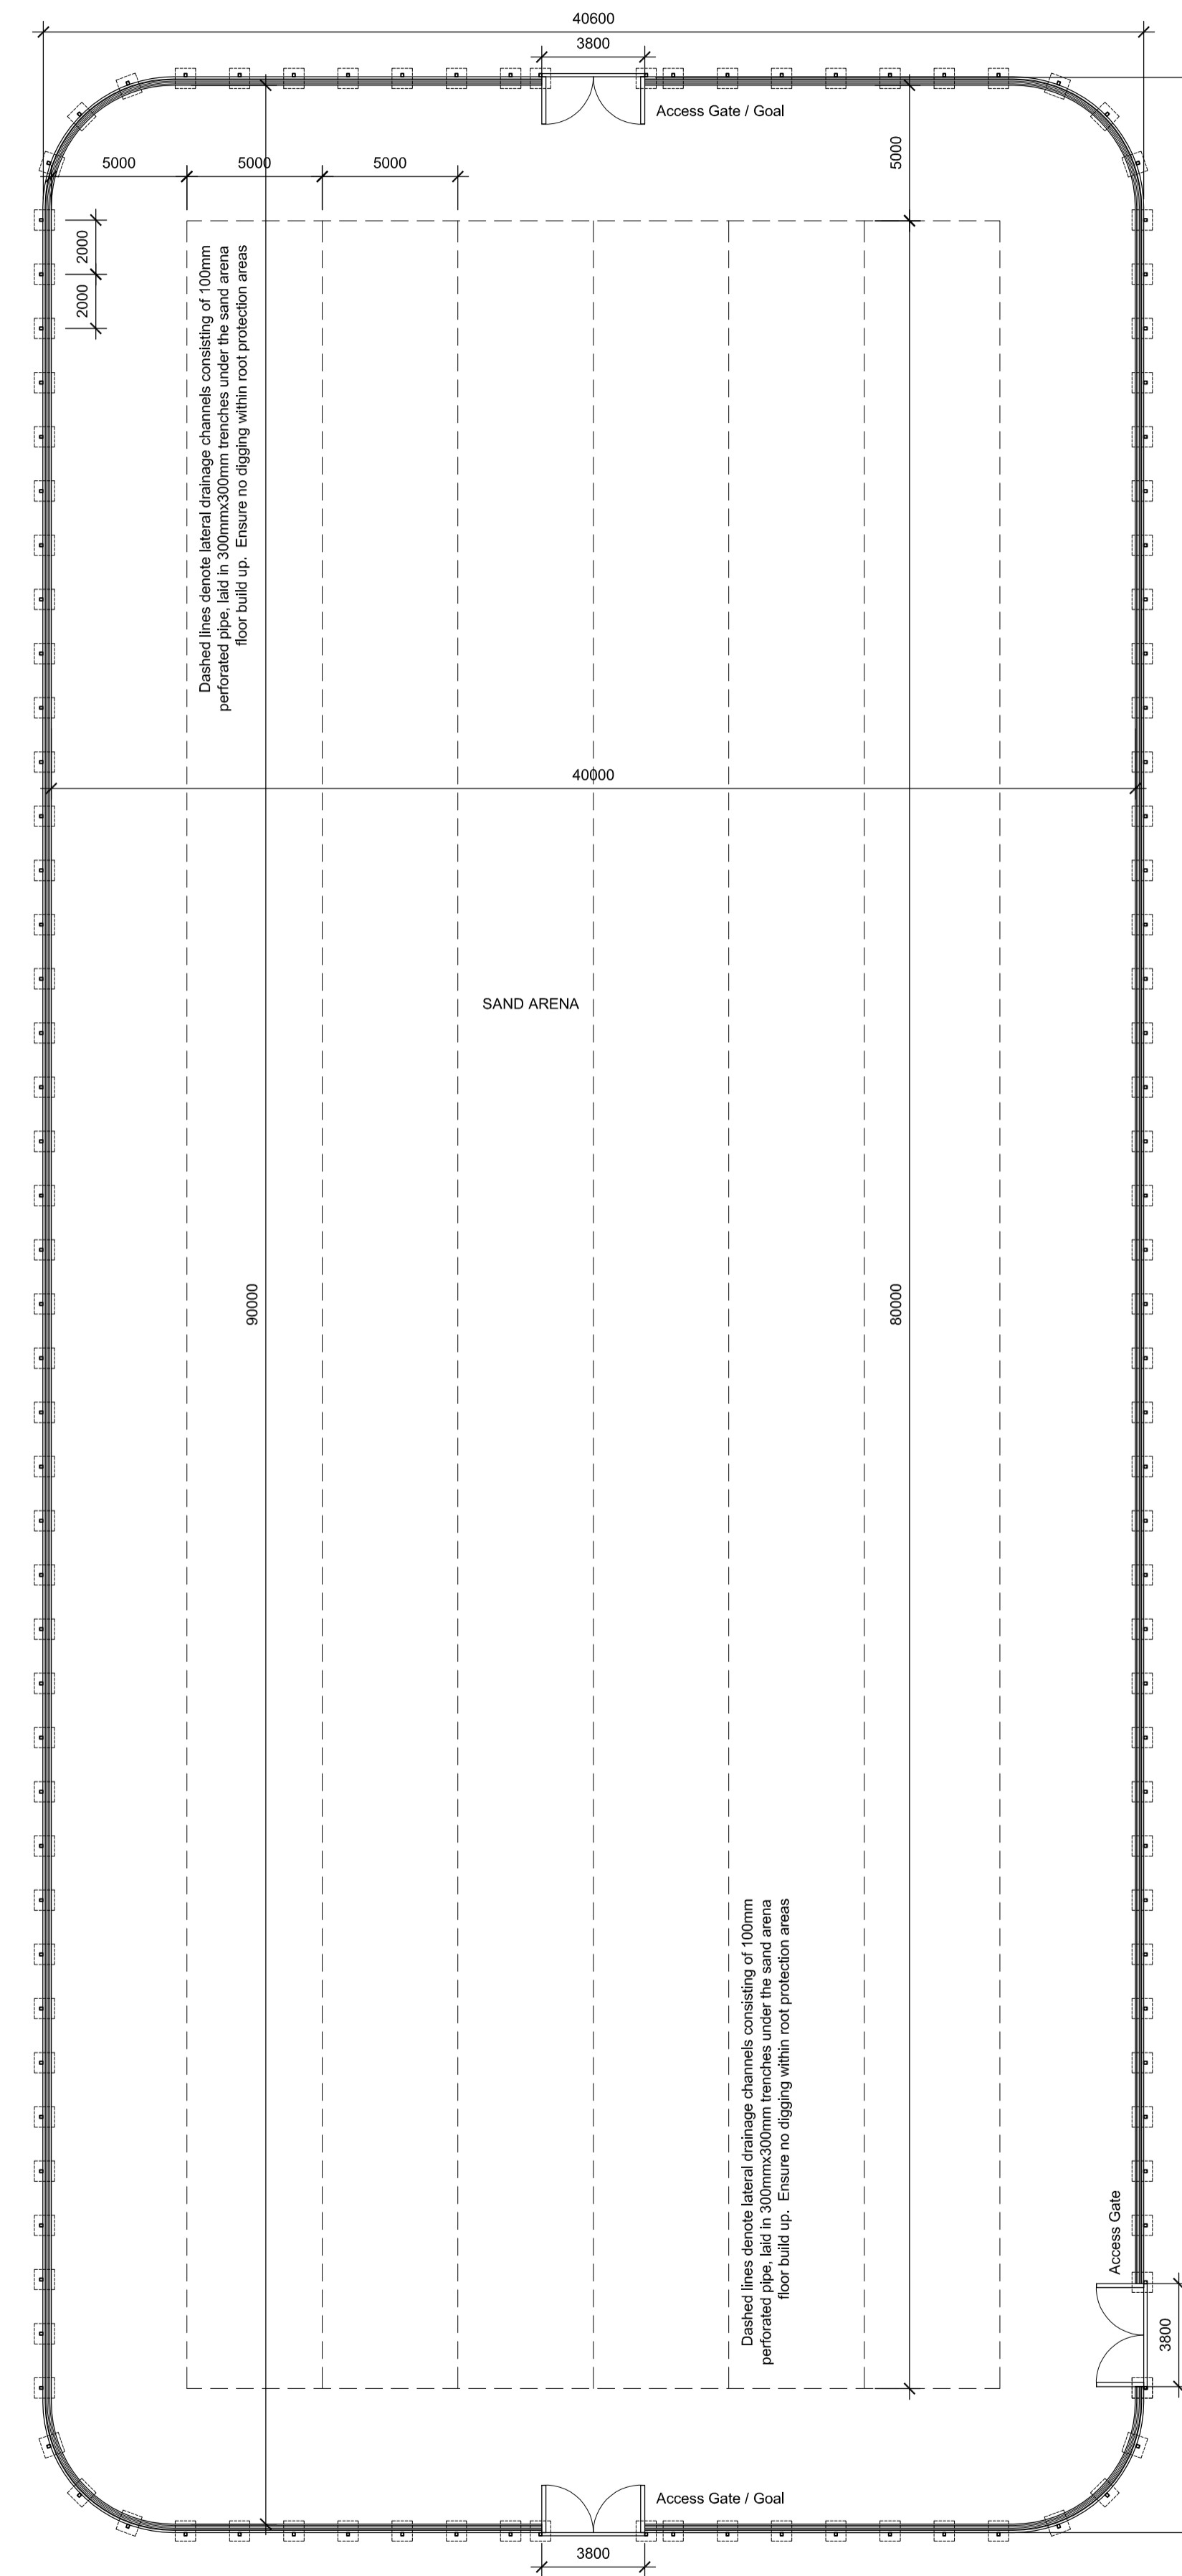 40600
3800
Access Gate / Goal
5000
5000
5000
5000
2000
2000
Dashed lines denote lateral drainage channels consisting of 100mm
perforated pipe, laid in 300mmx300mm trenches under the sand arena
floor build up.  Ensure no digging within root protection areas
40000
SAND ARENA
90000
80000
Dashed lines denote lateral drainage channels consisting of 100mm
perforated pipe, laid in 300mmx300mm trenches under the sand arena
floor build up.  Ensure no digging within root protection areas
Access Gate
3800
Access Gate / Goal
3800